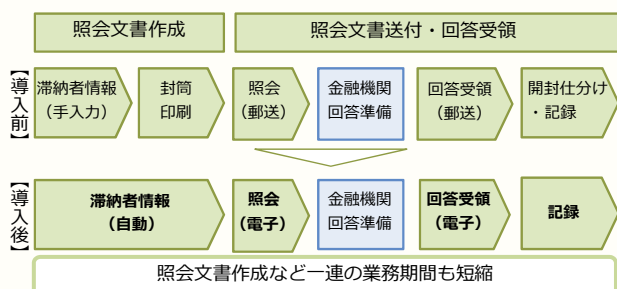 照会文書作成
照会文書送付・回答受領
【導入前】
滞納者情報
（手入力）
封筒
印刷
照会
（郵送）
金融機関
回答準備
回答受領
（郵送）
開封仕分け
・記録
【導入後】
滞納者情報
（自動）
照会
（電子）
金融機関
回答準備
回答受領
（電子）
記録
照会文書作成など一連の業務期間も短縮